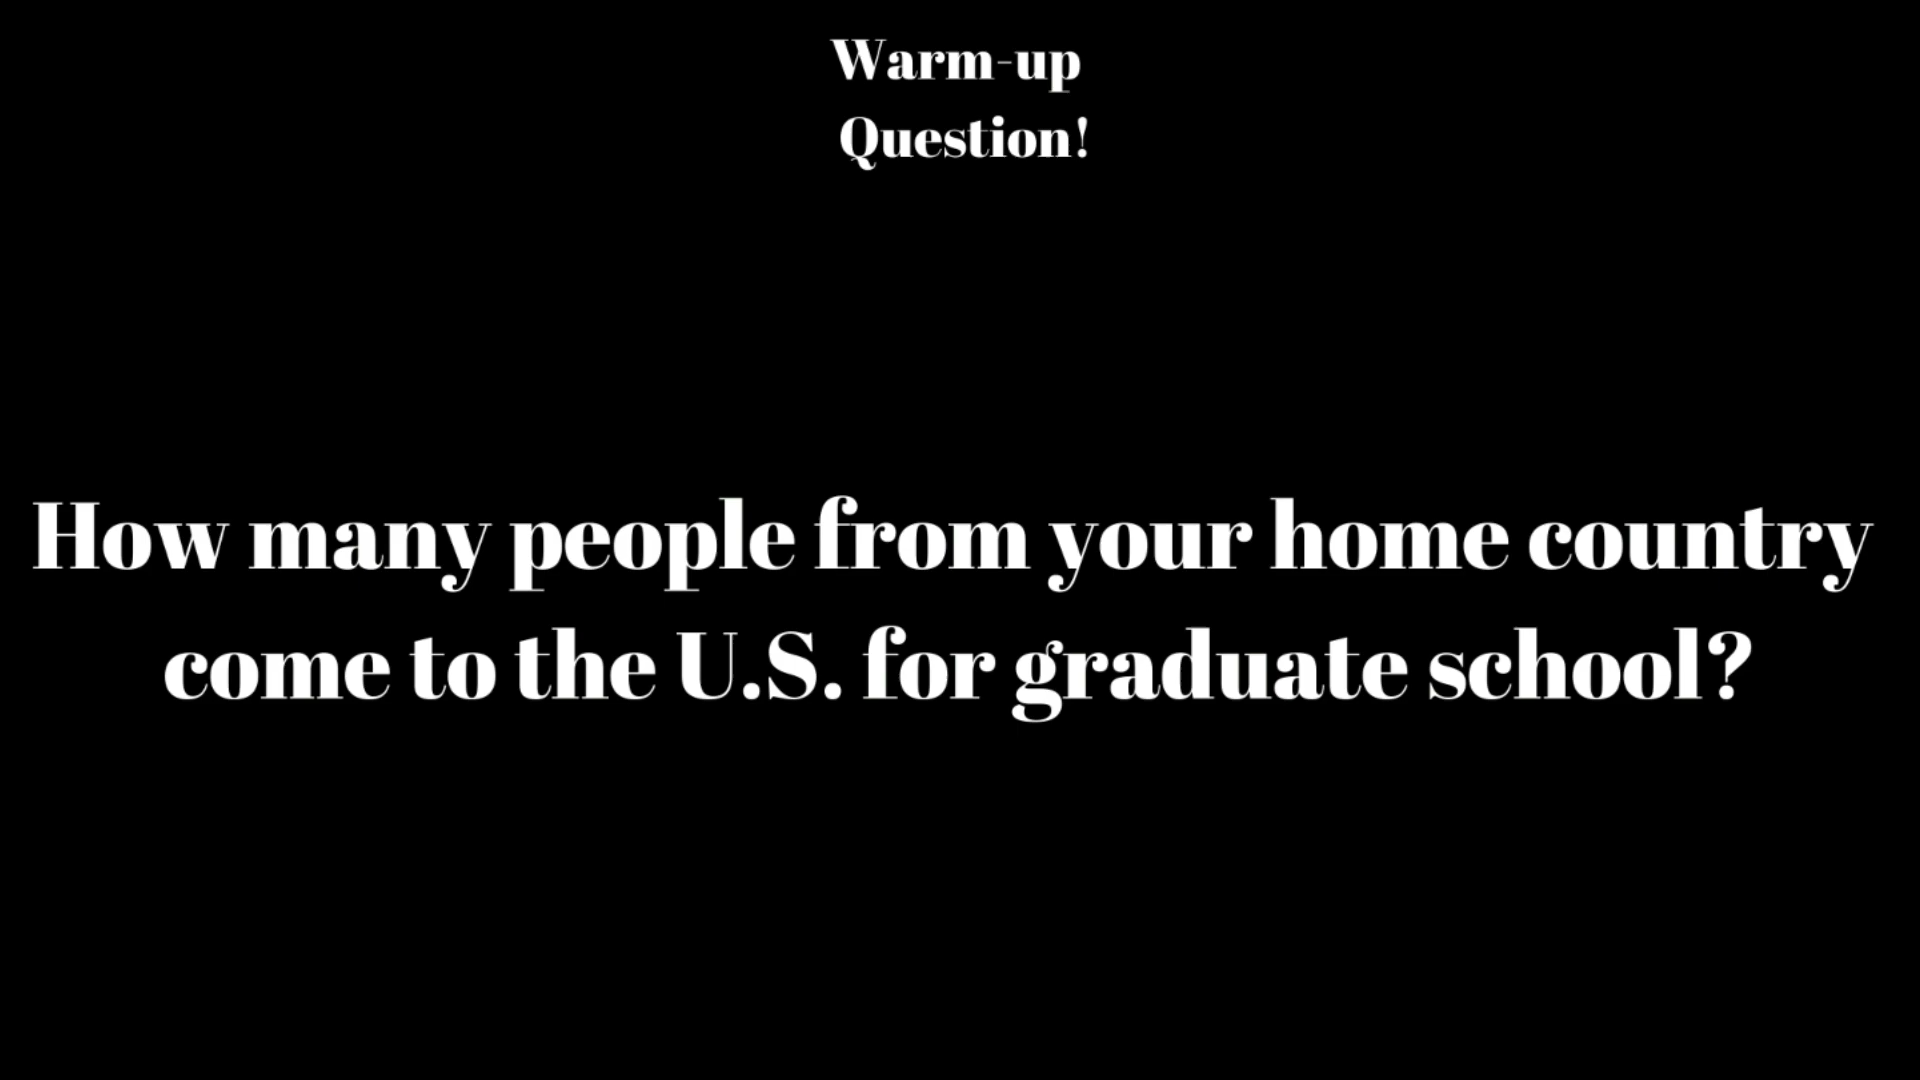 Warm-up
Question!
How many people from your home country
come to the U.S. for graduate school?